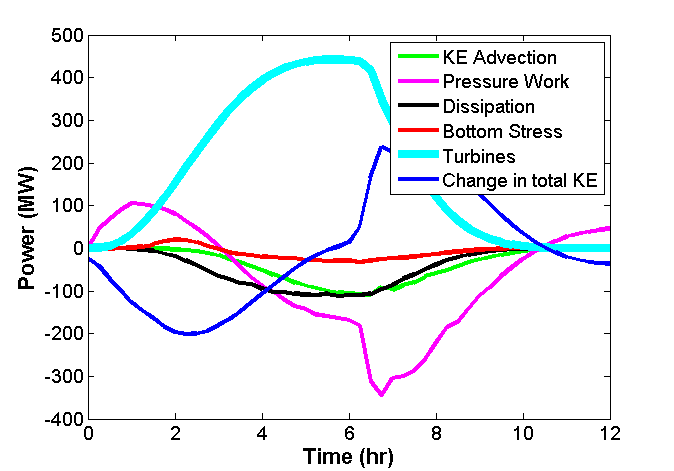 500
400
300
200
100
0
-100
-200
-300
-400
Power (MW)
KE Advection
Pressure Work
Dissipation
Bottom Stress
Turbines
Change in total KE
0 2 4 6 8 10 12
Time (hr)